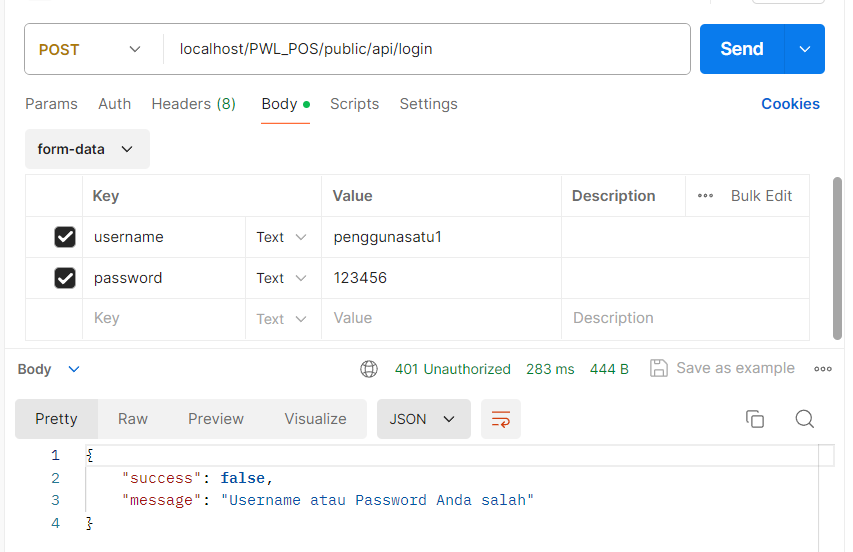 POST localhost/PWL_POS/public/api/login Send
Params Auth Headers (8) Body Scripts Settings Cookies
form-data
Key Value Description Bulk Edit
username Text penggunasatu1
password Text 123456
Key Text Value Description
Body 401 Unauthorized 283 ms 444 B Save as example
Pretty Raw Preview Visualize JSON
1 {
2 "success": false,
3 "message": "Username atau Password Anda salah"
4 }